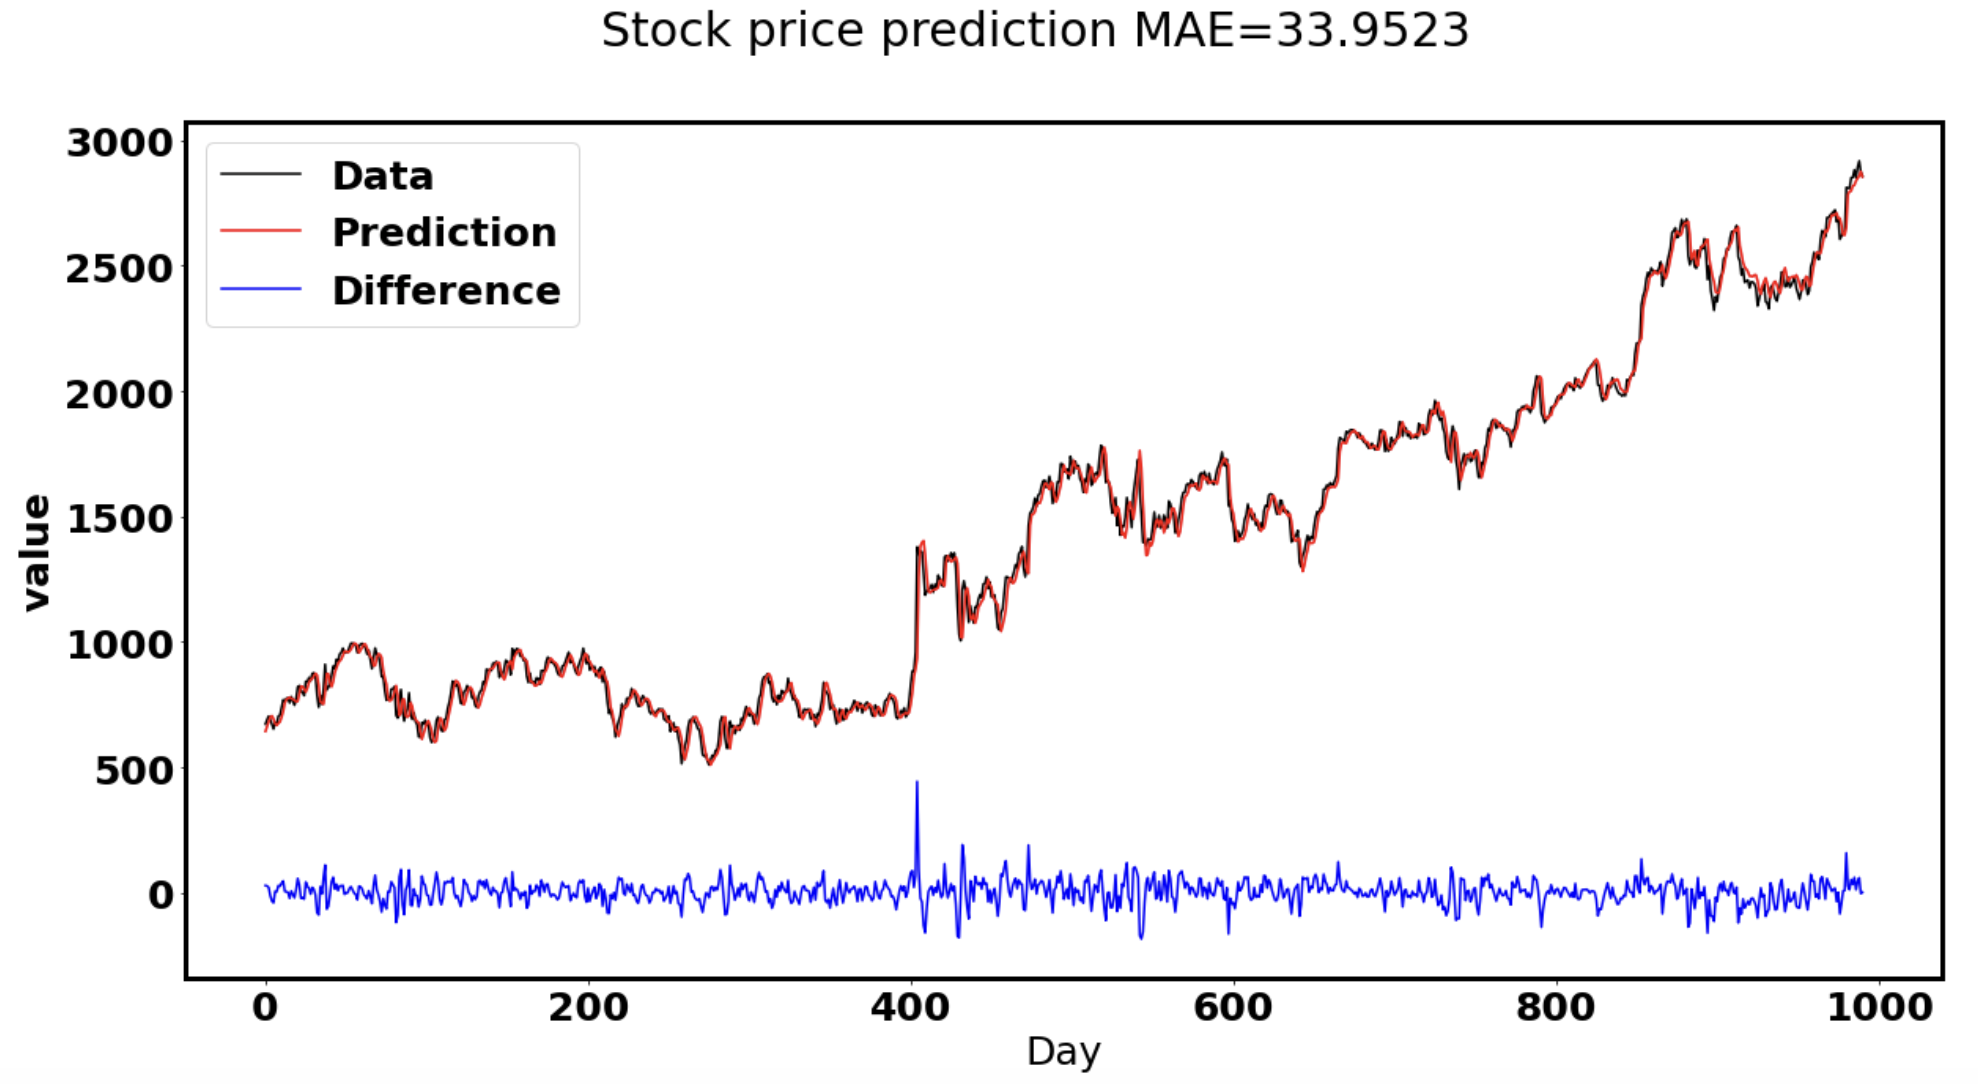 Stock price prediction MAE=33.9523
3000
2500
2000
1500
1000
500
0
value
Data
Prediction
Difference
0 200 400 600 800 1000
Day